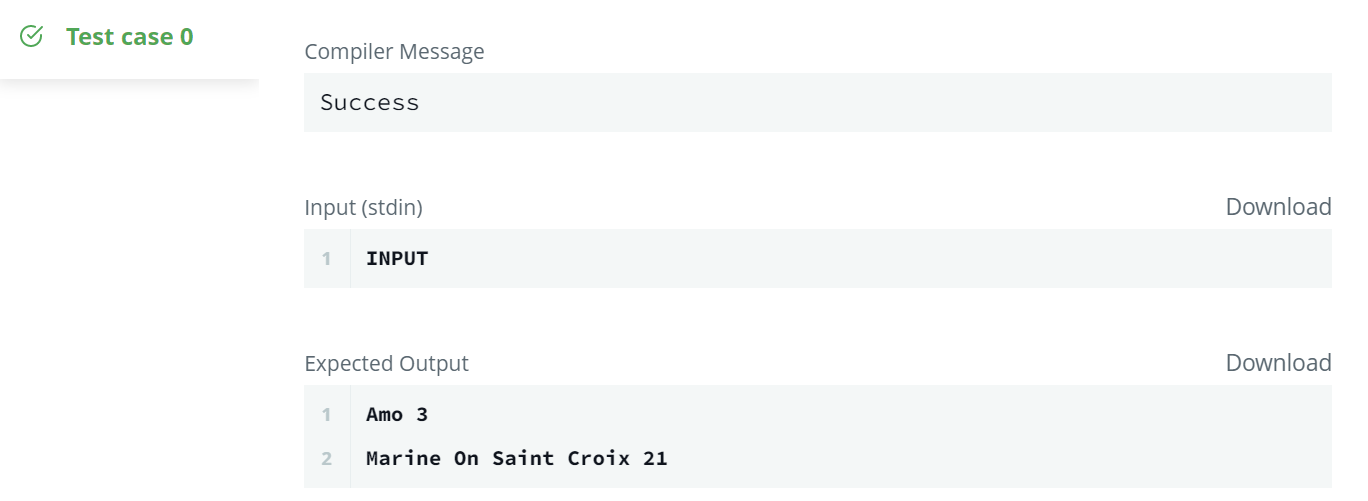 Test case 0
Compiler Message
Success
Input (stdin) Download
1 INPUT
Expected Output Download
1 Amo 3
2 Marine On Saint Croix 21